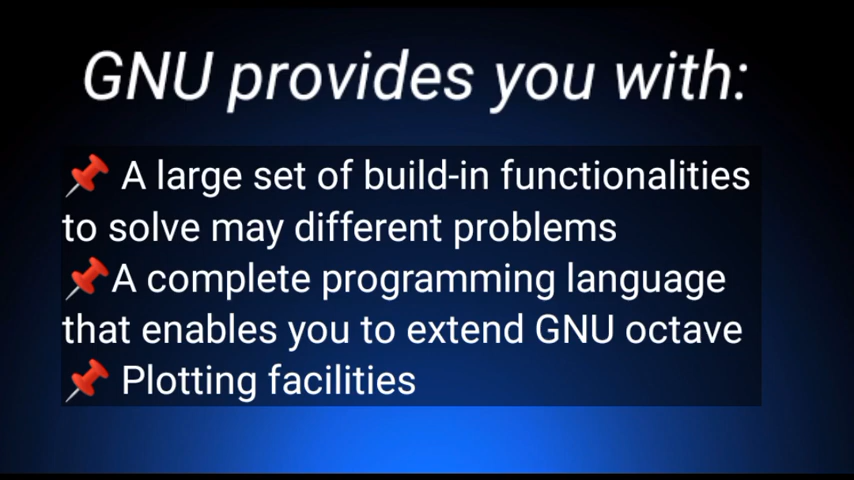 GNU provides you with:
📌 A large set of build-in functionalities
to solve may different problems
📌A complete programming language
that enables you to extend GNU octave
📌 Plotting facilities